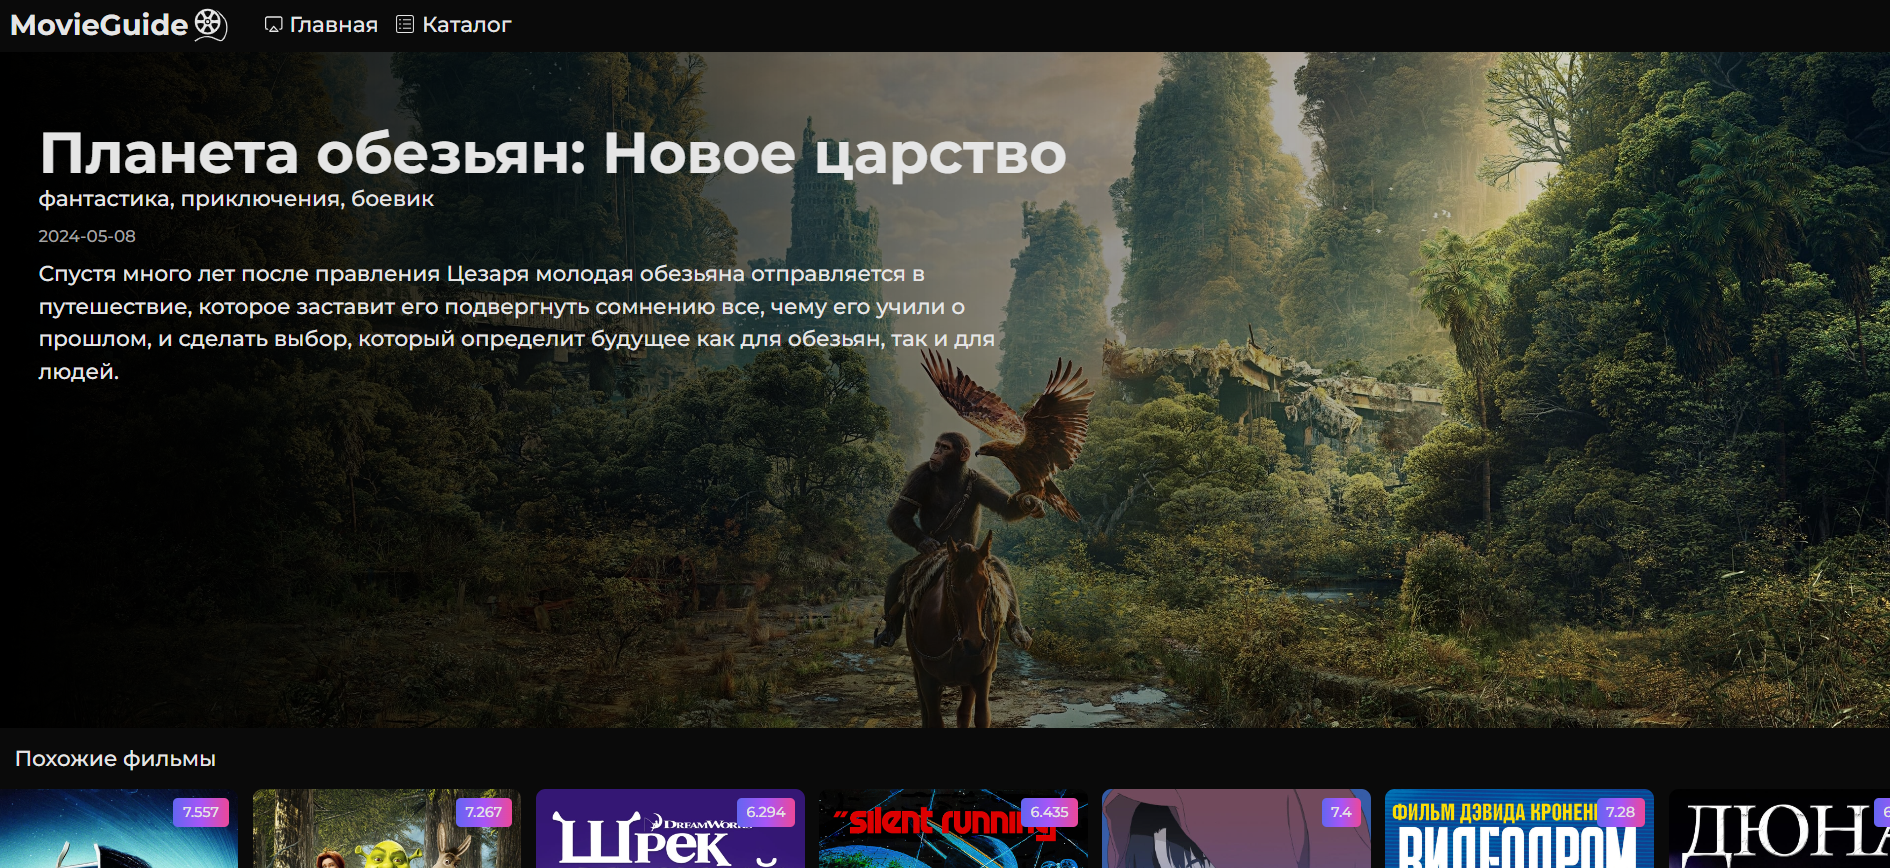 MovieGuide
Главная
Каталог
Планета обезьян: Новое царство
фантастика, приключения, боевик
2024-05-08
Спустя много лет после правления Цезаря молодая обезьяна отправляется в
путешествие, которое заставит его подвергнуть сомнению все, чему его учили о
прошлом, и сделать выбор, который определит будущее как для обезьян, так и для
людей.
Похожие фильмы
7.557
7.267
6.294
6.435
7.4
7.28
6
DREAMWORKS
Шрек
"silent running"
ФИЛЬМ ДЭВИДА
ВИДЕОДРОМ
ДЮНА